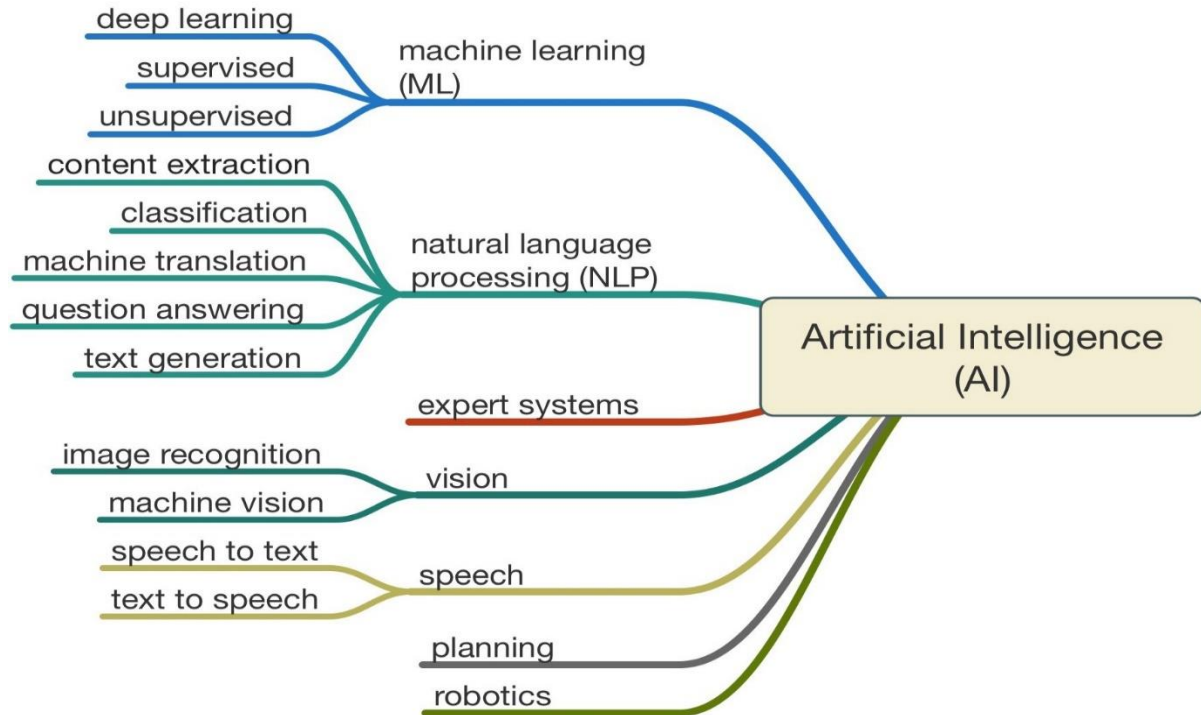 deep learning
supervised
unsupervised
machine learning
(ML)
content extraction
classification
machine translation
question answering
text generation
natural language
processing (NLP)
expert systems
image recognition
machine vision
vision
speech to text
text to speech
speech
planning
robotics
Artificial Intelligence
(AI)